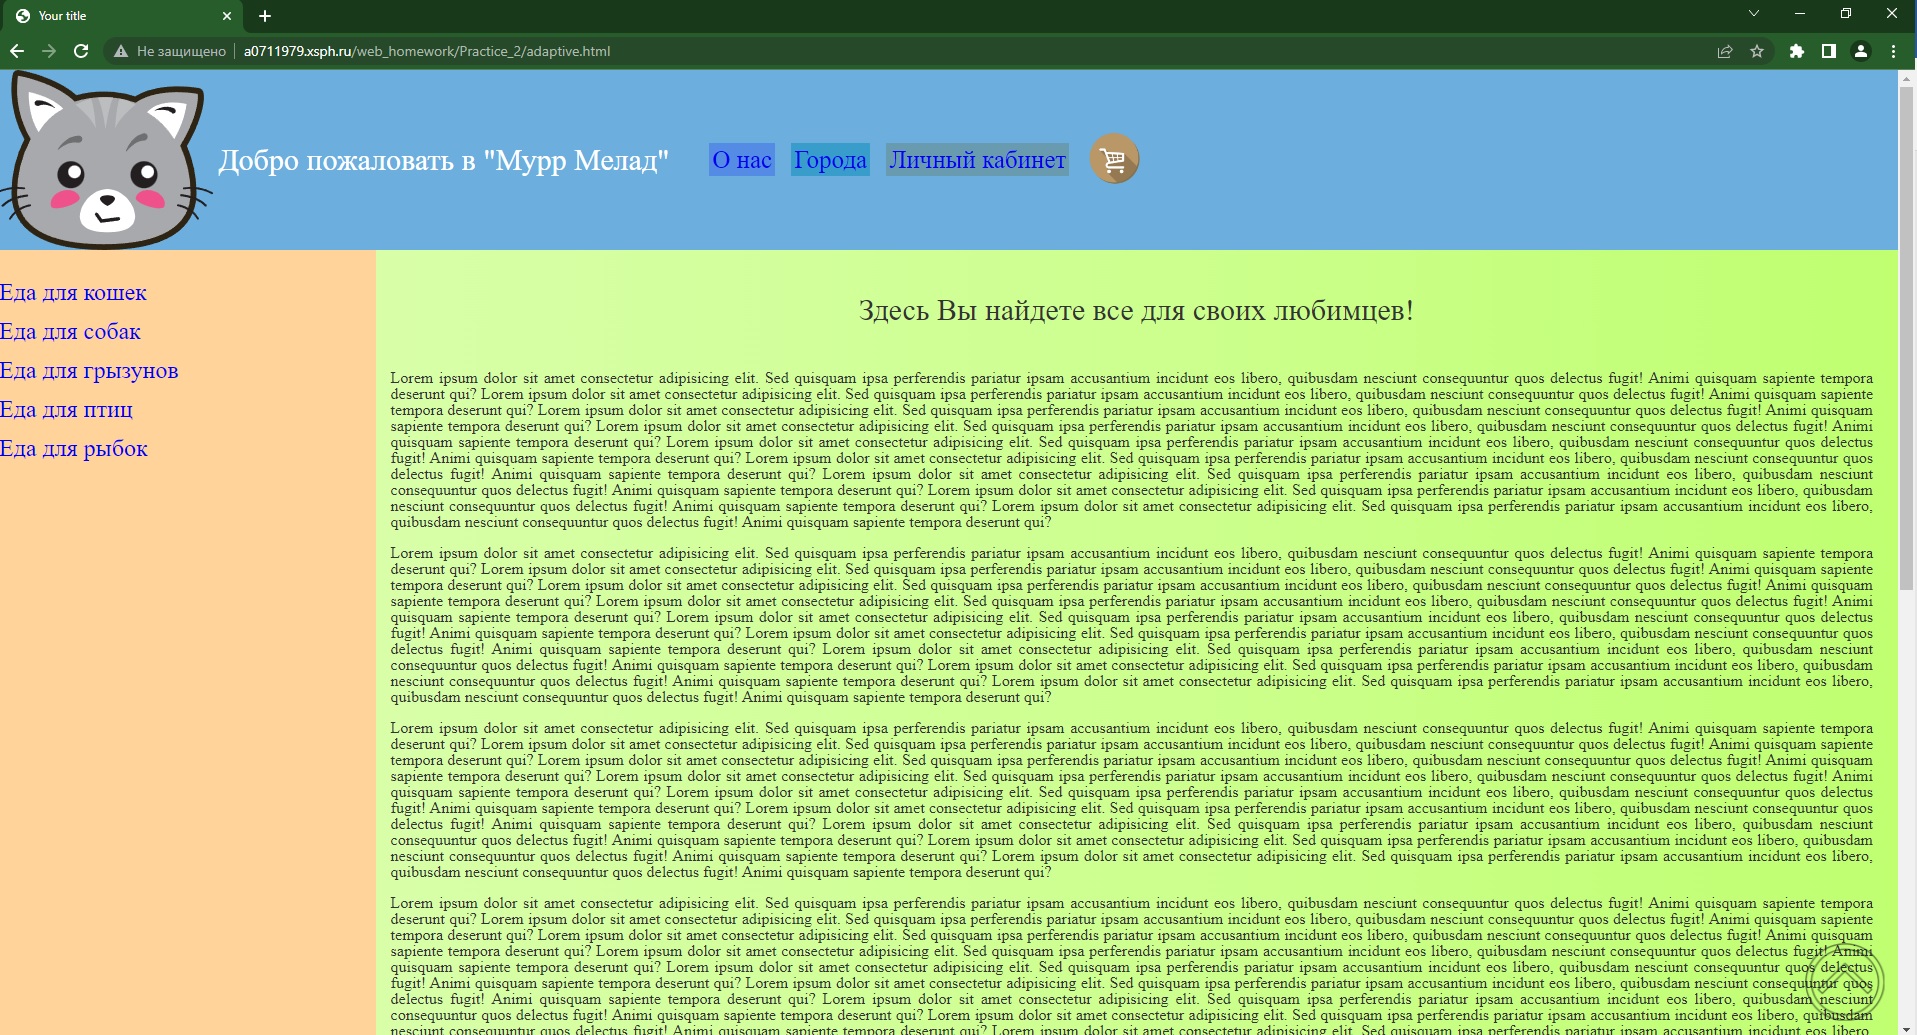 Your title
Не защищено a0711979.xsph.ru/web_homework/Practice_2/adaptive.html
Добро пожаловать в "Мурр Мелад" О нас Города Личный кабинет
Еда для кошек
Еда для собак
Еда для грызунов
Еда для птиц
Еда для рыбок
Здесь Вы найдете все для своих любимцев!
Lorem ipsum dolor sit amet consectetur adipisicing elit. Sed quisquam ipsa perferendis pariatur ipsam accusantium incidunt eos libero, quibusdam nesciunt consequuntur quos delectus fugit! Animi quisquam sapiente tempora
deserunt qui? Lorem ipsum dolor sit amet consectetur adipisicing elit. Sed quisquam ipsa perferendis pariatur ipsam accusantium incidunt eos libero, quibusdam nesciunt consequuntur quos delectus fugit! Animi quisquam sapiente
tempora deserunt qui? Lorem ipsum dolor sit amet consectetur adipisicing elit. Sed quisquam ipsa perferendis pariatur ipsam accusantium incidunt eos libero, quibusdam nesciunt consequuntur quos delectus fugit! Animi quisquam
sapiente tempora deserunt qui? Lorem ipsum dolor sit amet consectetur adipisicing elit. Sed quisquam ipsa perferendis pariatur ipsam accusantium incidunt eos libero, quibusdam nesciunt consequuntur quos delectus fugit! Animi
quisquam sapiente tempora deserunt qui? Lorem ipsum dolor sit amet consectetur adipisicing elit. Sed quisquam ipsa perferendis pariatur ipsam accusantium incidunt eos libero, quibusdam nesciunt consequuntur quos delectus
fugit! Animi quisquam sapiente tempora deserunt qui? Lorem ipsum dolor sit amet consectetur adipisicing elit. Sed quisquam ipsa perferendis pariatur ipsam accusantium incidunt eos libero, quibusdam nesciunt consequuntur quos
delectus fugit! Animi quisquam sapiente tempora deserunt qui? Lorem ipsum dolor sit amet consectetur adipisicing elit. Sed quisquam ipsa perferendis pariatur ipsam accusantium incidunt eos libero, quibusdam nesciunt
consequuntur quos delectus fugit! Animi quisquam sapiente tempora deserunt qui? Lorem ipsum dolor sit amet consectetur adipisicing elit. Sed quisquam ipsa perferendis pariatur ipsam accusantium incidunt eos libero, quibusdam
nesciunt consequuntur quos delectus fugit! Animi quisquam sapiente tempora deserunt qui? Lorem ipsum dolor sit amet consectetur adipisicing elit. Sed quisquam ipsa perferendis pariatur ipsam accusantium incidunt eos libero,
quibusdam nesciunt consequuntur quos delectus fugit! Animi quisquam sapiente tempora deserunt qui?
Lorem ipsum dolor sit amet consectetur adipisicing elit. Sed quisquam ipsa perferendis pariatur ipsam accusantium incidunt eos libero, quibusdam nesciunt consequuntur quos delectus fugit! Animi quisquam sapiente tempora
deserunt qui? Lorem ipsum dolor sit amet consectetur adipisicing elit. Sed quisquam ipsa perferendis pariatur ipsam accusantium incidunt eos libero, quibusdam nesciunt consequuntur quos delectus fugit! Animi quisquam sapiente
tempora deserunt qui? Lorem ipsum dolor sit amet consectetur adipisicing elit. Sed quisquam ipsa perferendis pariatur ipsam accusantium incidunt eos libero, quibusdam nesciunt consequuntur quos delectus fugit! Animi quisquam
sapiente tempora deserunt qui? Lorem ipsum dolor sit amet consectetur adipisicing elit. Sed quisquam ipsa perferendis pariatur ipsam accusantium incidunt eos libero, quibusdam nesciunt consequuntur quos delectus fugit! Animi
quisquam sapiente tempora deserunt qui? Lorem ipsum dolor sit amet consectetur adipisicing elit. Sed quisquam ipsa perferendis pariatur ipsam accusantium incidunt eos libero, quibusdam nesciunt consequuntur quos delectus
fugit! Animi quisquam sapiente tempora deserunt qui? Lorem ipsum dolor sit amet consectetur adipisicing elit. Sed quisquam ipsa perferendis pariatur ipsam accusantium incidunt eos libero, quibusdam nesciunt consequuntur quos
delectus fugit! Animi quisquam sapiente tempora deserunt qui? Lorem ipsum dolor sit amet consectetur adipisicing elit. Sed quisquam ipsa perferendis pariatur ipsam accusantium incidunt eos libero, quibusdam nesciunt
consequuntur quos delectus fugit! Animi quisquam sapiente tempora deserunt qui? Lorem ipsum dolor sit amet consectetur adipisicing elit. Sed quisquam ipsa perferendis pariatur ipsam accusantium incidunt eos libero, quibusdam
nesciunt consequuntur quos delectus fugit! Animi quisquam sapiente tempora deserunt qui? Lorem ipsum dolor sit amet consectetur adipisicing elit. Sed quisquam ipsa perferendis pariatur ipsam accusantium incidunt eos libero,
quibusdam nesciunt consequuntur quos delectus fugit! Animi quisquam sapiente tempora deserunt qui?
Lorem ipsum dolor sit amet consectetur adipisicing elit. Sed quisquam ipsa perferendis pariatur ipsam accusantium incidunt eos libero, quibusdam nesciunt consequuntur quos delectus fugit! Animi quisquam sapiente tempora
deserunt qui? Lorem ipsum dolor sit amet consectetur adipisicing elit. Sed quisquam ipsa perferendis pariatur ipsam accusantium incidunt eos libero, quibusdam nesciunt consequuntur quos delectus fugit! Animi quisquam sapiente
tempora deserunt qui? Lorem ipsum dolor sit amet consectetur adipisicing elit. Sed quisquam ipsa perferendis pariatur ipsam accusantium incidunt eos libero, quibusdam nesciunt consequuntur quos delectus fugit! Animi quisquam
sapiente tempora deserunt qui? Lorem ipsum dolor sit amet consectetur adipisicing elit. Sed quisquam ipsa perferendis pariatur ipsam accusantium incidunt eos libero, quibusdam nesciunt consequuntur quos delectus fugit! Animi
quisquam sapiente tempora deserunt qui? Lorem ipsum dolor sit amet consectetur adipisicing elit. Sed quisquam ipsa perferendis pariatur ipsam accusantium incidunt eos libero, quibusdam nesciunt consequuntur quos delectus
fugit! Animi quisquam sapiente tempora deserunt qui? Lorem ipsum dolor sit amet consectetur adipisicing elit. Sed quisquam ipsa perferendis pariatur ipsam accusantium incidunt eos libero, quibusdam nesciunt consequuntur quos
delectus fugit! Animi quisquam sapiente tempora deserunt qui? Lorem ipsum dolor sit amet consectetur adipisicing elit. Sed quisquam ipsa perferendis pariatur ipsam accusantium incidunt eos libero, quibusdam nesciunt
consequuntur quos delectus fugit! Animi quisquam sapiente tempora deserunt qui? Lorem ipsum dolor sit amet consectetur adipisicing elit. Sed quisquam ipsa perferendis pariatur ipsam accusantium incidunt eos libero, quibusdam
nesciunt consequuntur quos delectus fugit! Animi quisquam sapiente tempora deserunt qui? Lorem ipsum dolor sit amet consectetur adipisicing elit. Sed quisquam ipsa perferendis pariatur ipsam accusantium incidunt eos libero,
quibusdam nesciunt consequuntur quos delectus fugit! Animi quisquam sapiente tempora deserunt qui?
Lorem ipsum dolor sit amet consectetur adipisicing elit. Sed quisquam ipsa perferendis pariatur ipsam accusantium incidunt eos libero, quibusdam nesciunt consequuntur quos delectus fugit! Animi quisquam sapiente tempora
deserunt qui? Lorem ipsum dolor sit amet consectetur adipisicing elit. Sed quisquam ipsa perferendis pariatur ipsam accusantium incidunt eos libero, quibusdam nesciunt consequuntur quos delectus fugit! Animi quisquam sapiente
tempora deserunt qui? Lorem ipsum dolor sit amet consectetur adipisicing elit. Sed quisquam ipsa perferendis pariatur ipsam accusantium incidunt eos libero, quibusdam nesciunt consequuntur quos delectus fugit! Animi quisquam
sapiente tempora deserunt qui? Lorem ipsum dolor sit amet consectetur adipisicing elit. Sed quisquam ipsa perferendis pariatur ipsam accusantium incidunt eos libero, quibusdam nesciunt consequuntur quos delectus fugit! Animi
quisquam sapiente tempora deserunt qui? Lorem ipsum dolor sit amet consectetur adipisicing elit. Sed quisquam ipsa perferendis pariatur ipsam accusantium incidunt eos libero, quibusdam nesciunt consequuntur quos delectus
fugit! Animi quisquam sapiente tempora deserunt qui? Lorem ipsum dolor sit amet consectetur adipisicing elit. Sed quisquam ipsa perferendis pariatur ipsam accusantium incidunt eos libero, quibusdam nesciunt consequuntur quos
delectus fugit! Animi quisquam sapiente tempora deserunt qui? Lorem ipsum dolor sit amet consectetur adipisicing elit. Sed quisquam ipsa perferendis pariatur ipsam accusantium incidunt eos libero, quibusdam nesciunt
consequuntur quos delectus fugit! Animi quisquam sapiente tempora deserunt qui? Lorem ipsum dolor sit amet consectetur adipisicing elit. Sed quisquam ipsa perferendis pariatur ipsam accusantium incidunt eos libero, quibusdam
nesciunt consequuntur quos delectus fugit! Animi quisquam sapiente tempora deserunt qui? Lorem ipsum dolor sit amet consectetur adipisicing elit. Sed quisquam ipsa perferendis pariatur ipsam accusantium incidunt eos libero,